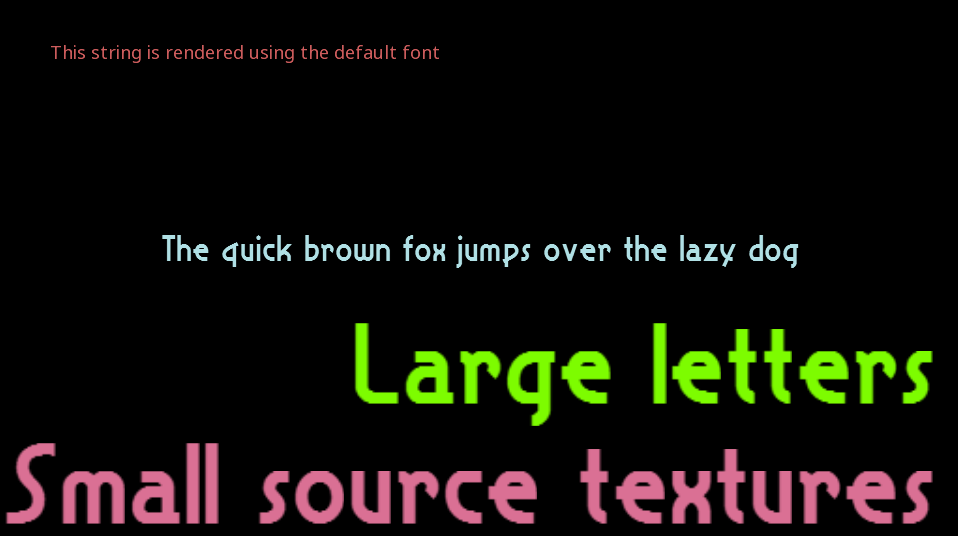 This string is rendered using the default font
The quick brown fox jumps over the lazy dog
Large letters
Small source textures